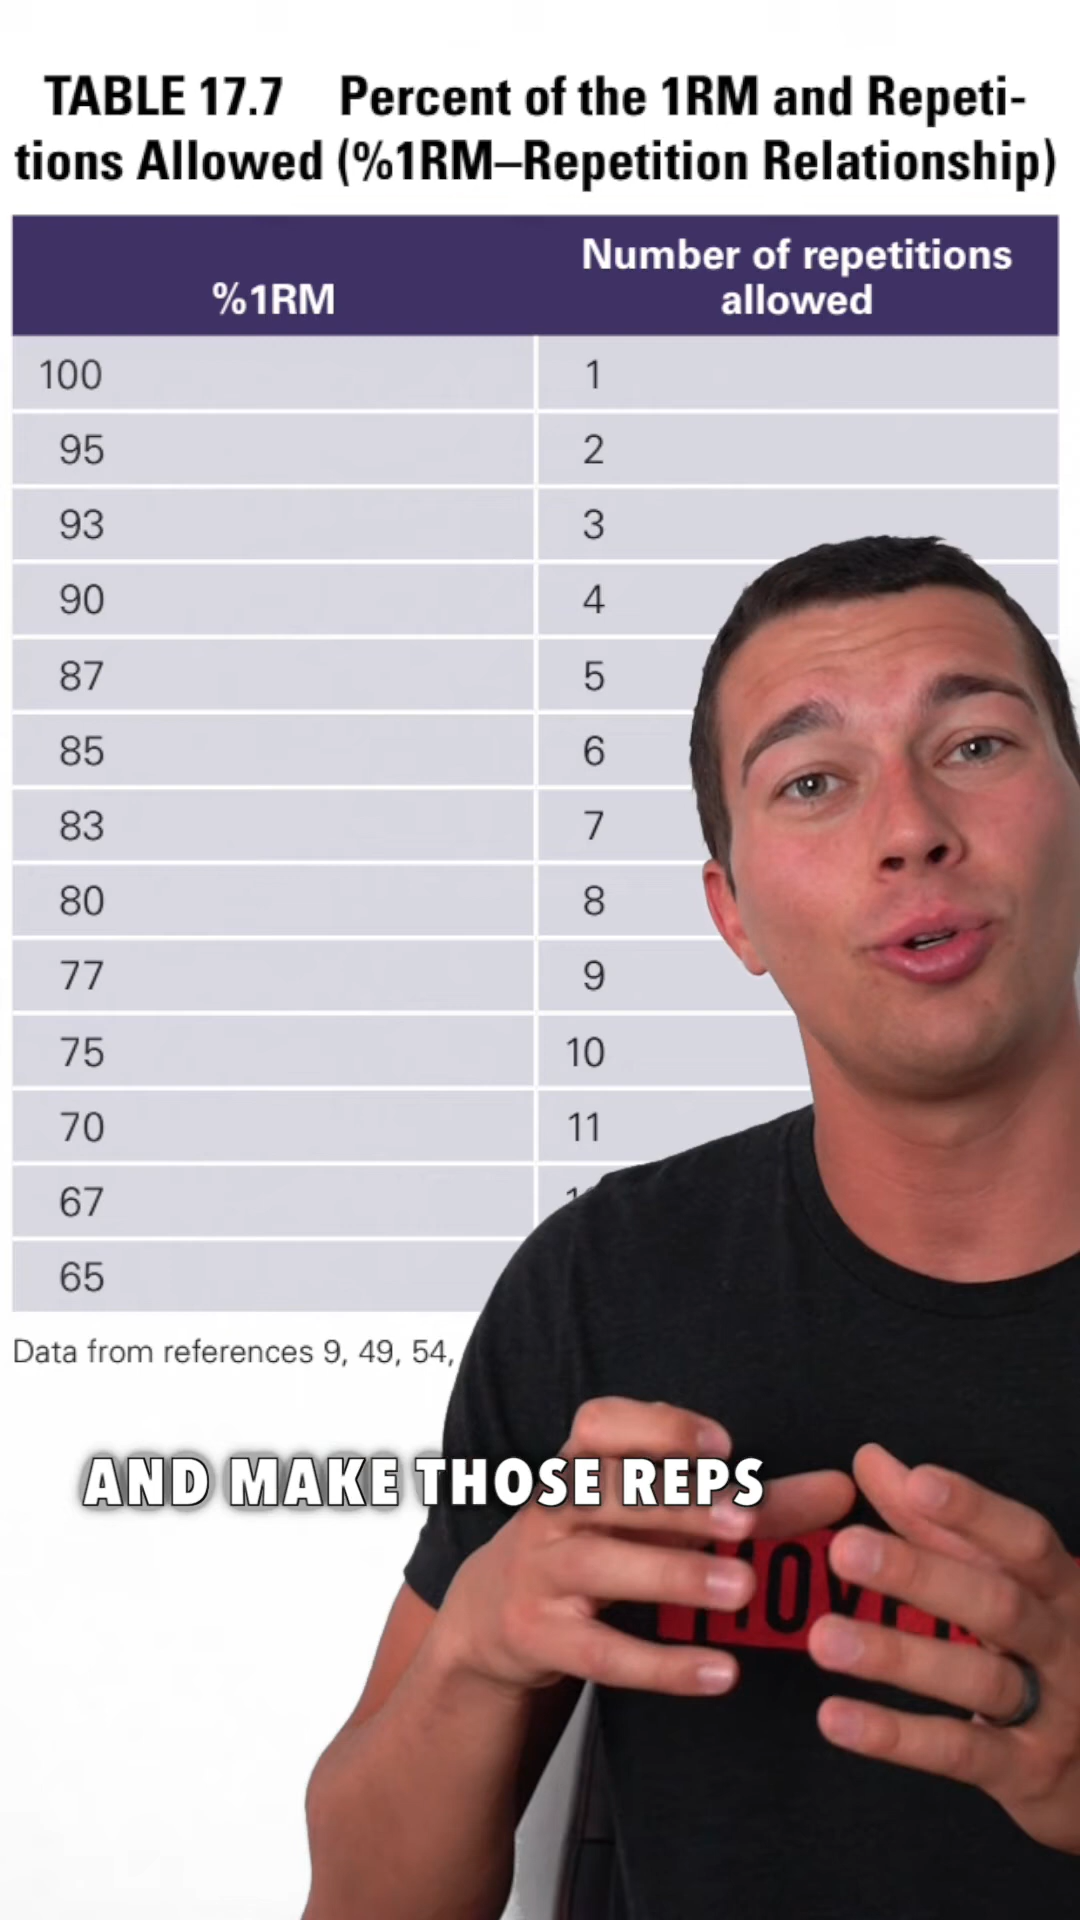 TABLE 17.7 Percent of the 1RM and Repeti-
tions Allowed (%1RM–Repetition Relationship)
%1RM Number of repetitions allowed
100 1
95 2
93 3
90 4
87 5
85 6
83 7
80 8
77 9
75 10
70 11
67
65
Data from references 9, 49, 54,
AND MAKE THOSE REPS